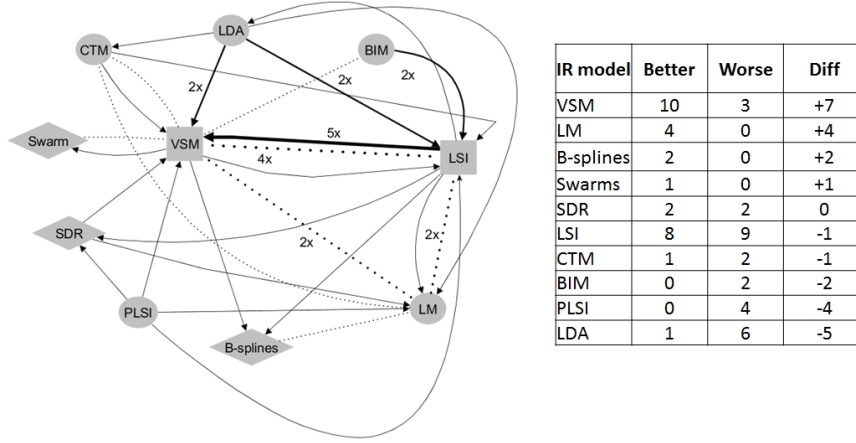 LDA
CTM
BIM
2x
2x
2x
Swarm
VSM
5x
4x
LSI
SDR
2x
2x
PLSI
LM
B-splines
IR model Better Worse Diff
VSM 10 3 +7
LM 4 0 +4
B-splines 2 0 +2
Swarms 1 0 +1
SDR 2 2 0
LSI 8 9 -1
CTM 1 2 -1
BIM 0 2 -2
PLSI 0 4 -4
LDA 1 6 -5